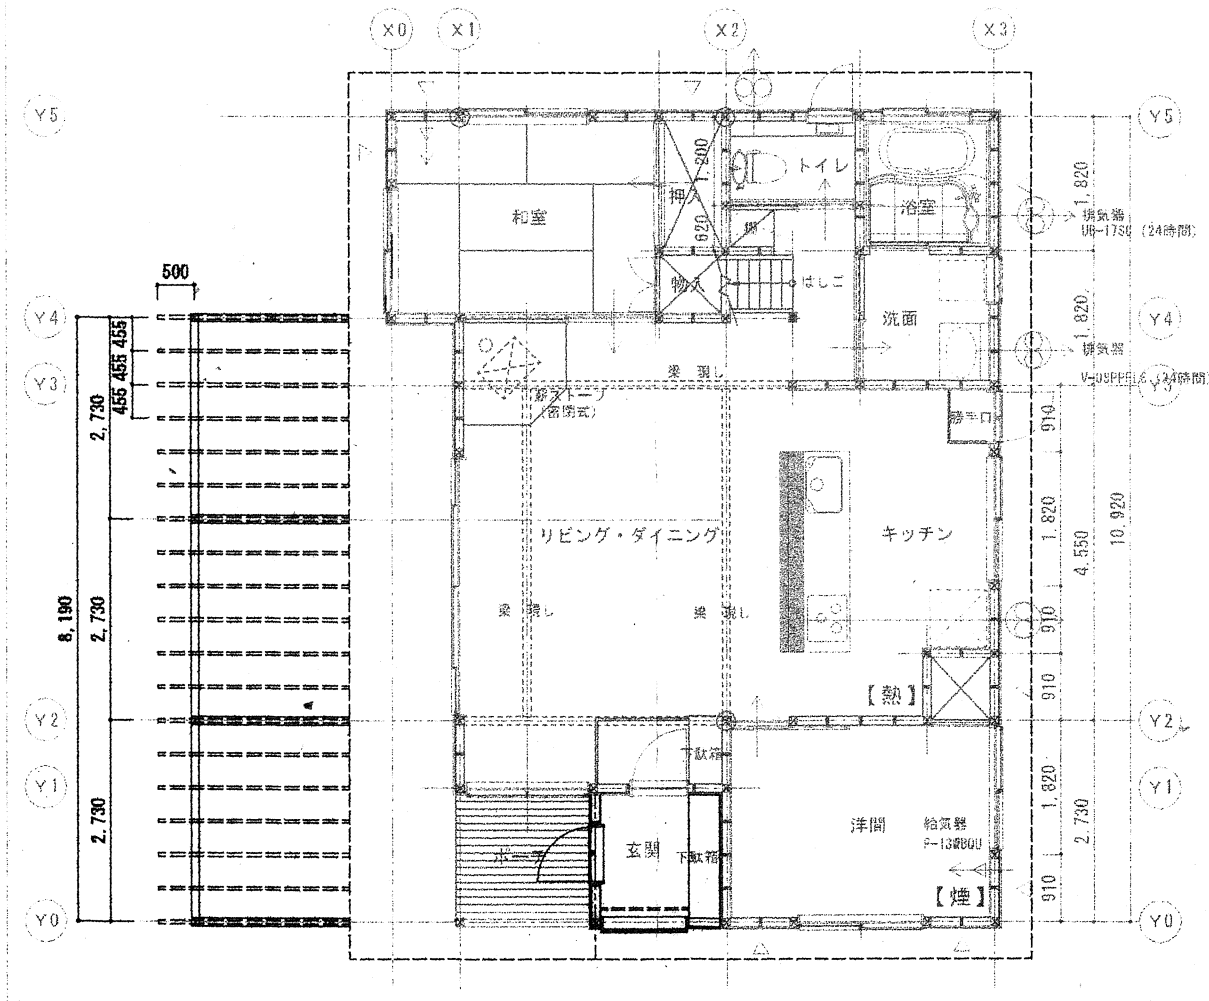 X0 X1 X2 X3
Y5 Y5
トイレ
1,200
押入
和室
浴室
1,820
排気器
UB-17SC (24時間)
620
500
物入
はしご
洗面
Y4 Y4
1,820
排気器
455 455 455
Y3
梁 現し
薪ストーブ
(密閉式)
勝手口
910
2,730
リビング・ダイニング
キッチン
1,820
4,550
10,920
8,190
2,730
梁 現し
梁 現し
910
910
【熱】
Y2 Y2
下駄箱
Y1 Y1
1,820
2,730
2,730
ポーチ
玄関
下駄箱
洋間
給気器
【煙】
910
Y0 Y0